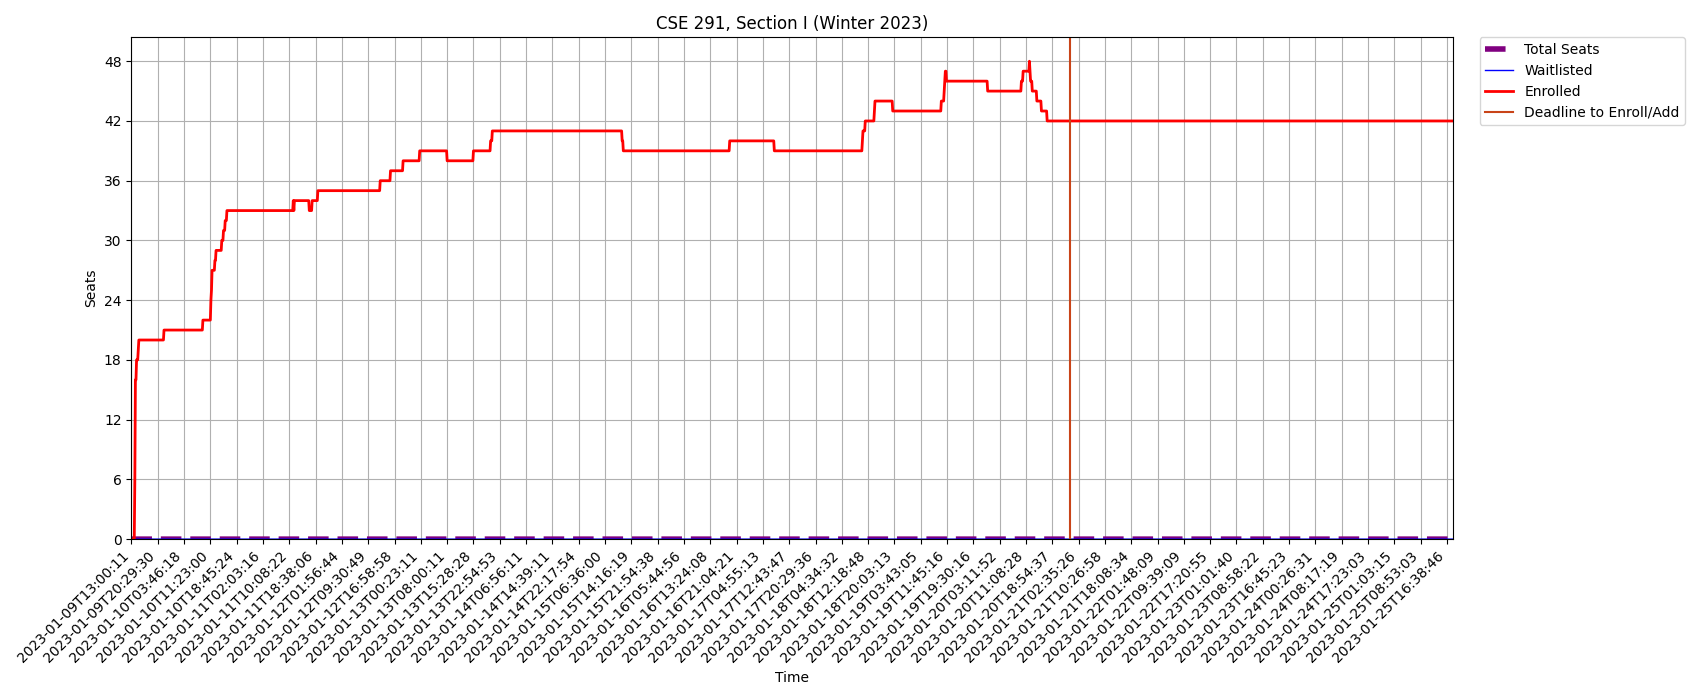 CSE 291, Section I (Winter 2023)
Total Seats
Waitlisted
Enrolled
Deadline to Enroll/Add
Seats
48
42
36
30
24
18
12
6
0
2023-01-09T13:00:11
2023-01-09T20:29:30
2023-01-10T03:46:18
2023-01-10T11:23:00
2023-01-10T18:45:24
2023-01-11T02:03:16
2023-01-11T10:08:22
2023-01-11T18:38:06
2023-01-12T01:56:44
2023-01-12T09:30:49
2023-01-12T16:58:58
2023-01-13T00:23:11
2023-01-13T08:00:11
2023-01-13T15:28:28
2023-01-13T22:54:53
2023-01-14T06:56:11
2023-01-14T14:39:11
2023-01-14T22:17:54
2023-01-15T06:36:00
2023-01-15T14:16:19
2023-01-15T21:54:38
2023-01-16T05:44:56
2023-01-16T13:24:08
2023-01-16T21:04:21
2023-01-17T04:55:13
2023-01-17T12:43:47
2023-01-17T20:29:36
2023-01-18T04:34:32
2023-01-18T12:18:48
2023-01-18T20:03:13
2023-01-19T03:43:05
2023-01-19T11:45:16
2023-01-19T19:30:16
2023-01-20T03:11:52
2023-01-20T11:08:28
2023-01-20T18:54:37
2023-01-21T02:35:26
2023-01-21T10:26:58
2023-01-21T18:08:34
2023-01-22T01:48:09
2023-01-22T09:39:09
2023-01-22T17:20:55
2023-01-23T01:01:40
2023-01-23T08:58:22
2023-01-23T16:45:23
2023-01-24T00:26:31
2023-01-24T08:17:19
2023-01-24T17:23:03
2023-01-25T01:03:15
2023-01-25T08:53:03
2023-01-25T16:38:46
Time